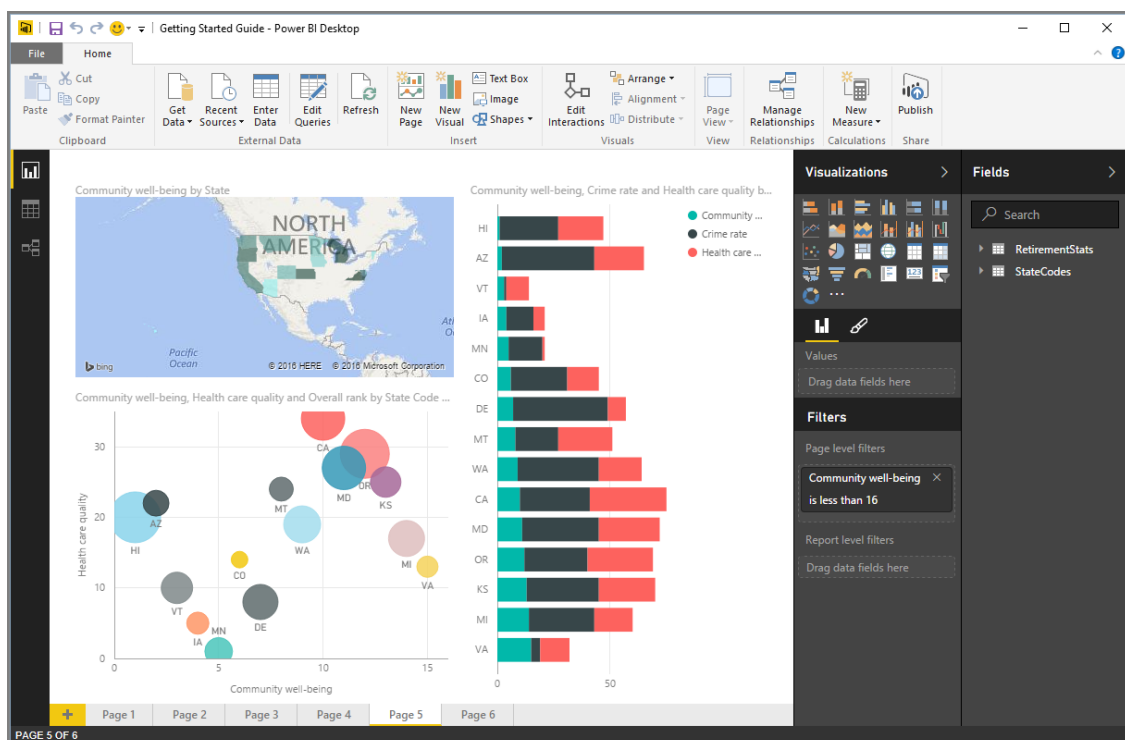 Getting Started Guide - Power BI Desktop
File Home
Paste
Cut
Copy
Format Painter
Clipboard
Get Data
Recent Sources
Enter Data
Edit Queries
Refresh
External Data
New Page
New Visual
Text Box
Image
Shapes
Insert
Edit Interactions
Arrange
Alignment
Distribute
Visuals
Page View
View
Manage Relationships
Relationships
New Measure
Calculations
Publish
Share
Community well-being by State
NORTH
AMERICA
Pacific
Ocean
bing
© 2016 HERE © 2016 Microsoft Corporation
Community well-being, Health care quality and Overall rank by State Code ...
Health care quality
30
20
10
0
CA
OR
MD
KS
MT
AZ
HI
WA
MI
CO
VA
VT
DE
IA
MN
0 5 10 15
Community well-being
Community well-being, Crime rate and Health care quality b...
Community ...
Crime rate
Health care ...
HI
AZ
VT
IA
MN
CO
DE
MT
WA
CA
MD
OR
KS
MI
VA
0 50
Visualizations
123
Values
Drag data fields here
Filters
Page level filters
Community well-being
is less than 16
Report level filters
Drag data fields here
Fields
Search
RetirementStats
StateCodes
Page 1 Page 2 Page 3 Page 4 Page 5 Page 6
PAGE 5 OF 6